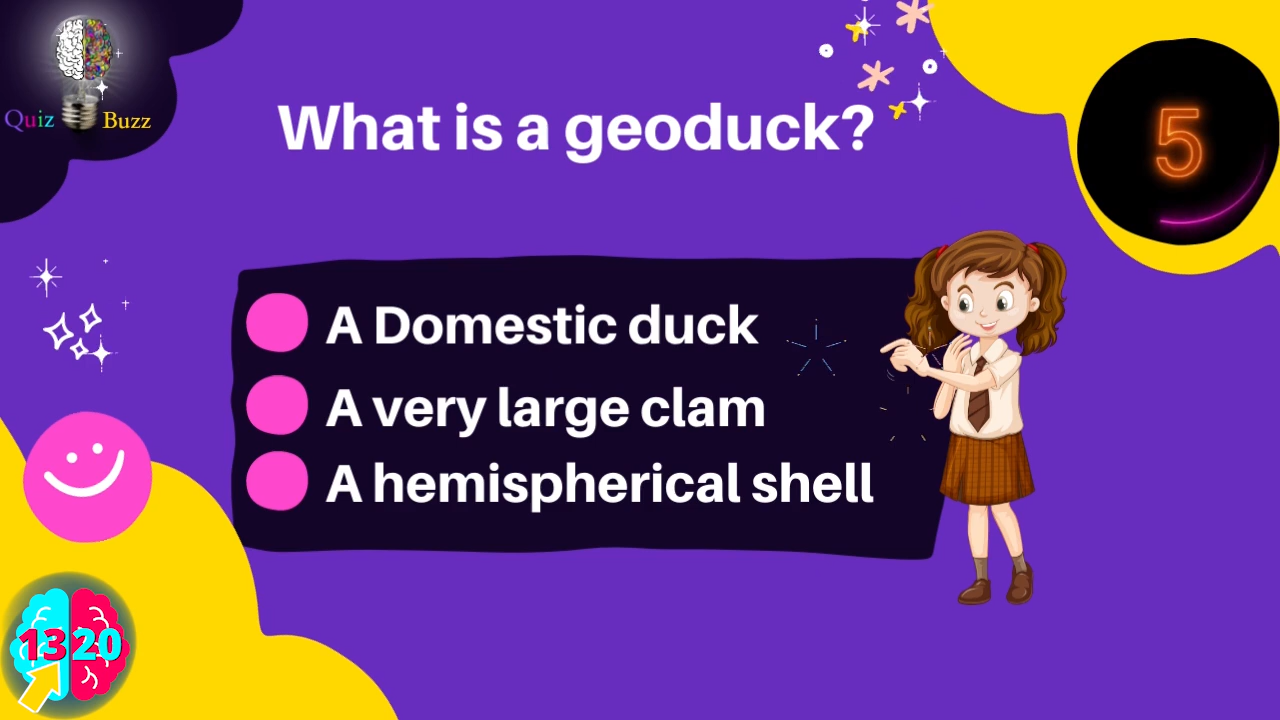 Quiz Buzz
What is a geoduck?
5
A Domestic duck
A very large clam
A hemispherical shell
1320